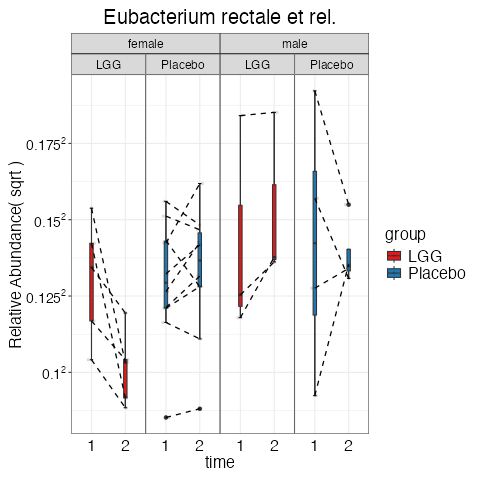 Eubacterium rectale et rel.
female male
LGG Placebo LGG Placebo
Relative Abundance( sqrt )
0.175²
0.15²
0.125²
0.1²
1 2 1 2 1 2 1 2
time
group
LGG
Placebo